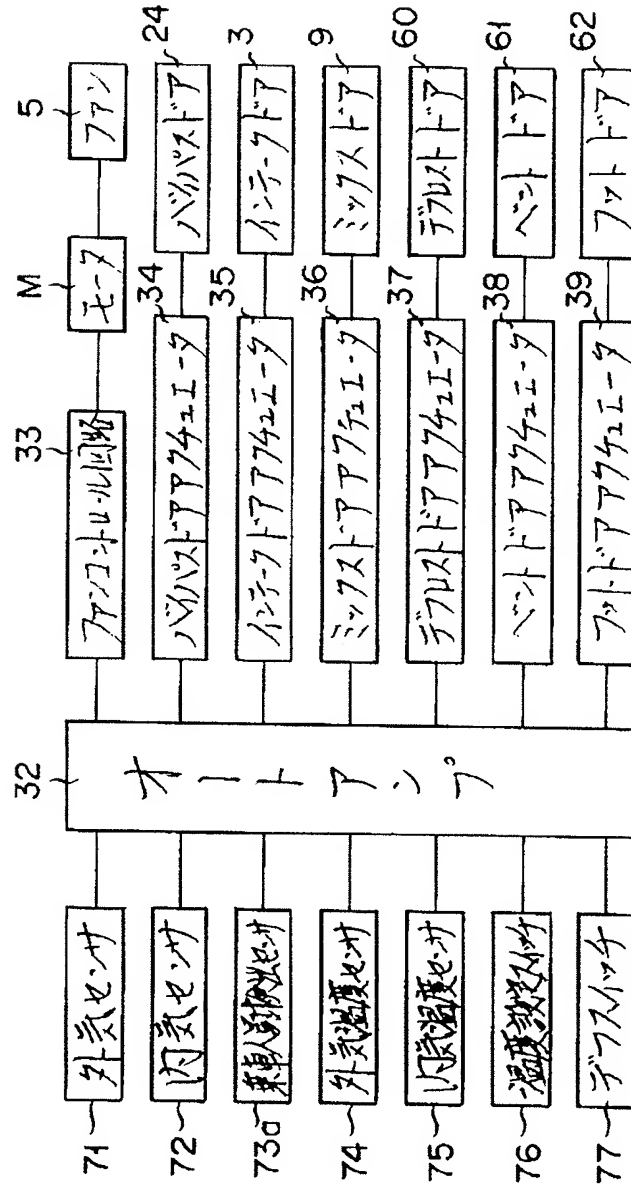 71 外気センサ
72 内気センサ
73a 乗車人員検出センサ
74 外気温度センサ
75 内気温度センサ
76 温度設定スイッチ
77 デフスイッチ
32 オートアンプ
33 ファンコントロール回路
M モータ
5 ファン
34 バイパスドアアクチュエータ
24 バイパスドア
35 インテークドアアクチュエータ
3 インテークドア
36 ミックスドアアクチュエータ
9 ミックスドア
37 デフロストドアアクチュエータ
60 デフロストドア
38 ベントドアアクチュエータ
61 ベントドア
39 フットドアアクチュエータ
62 フットドア